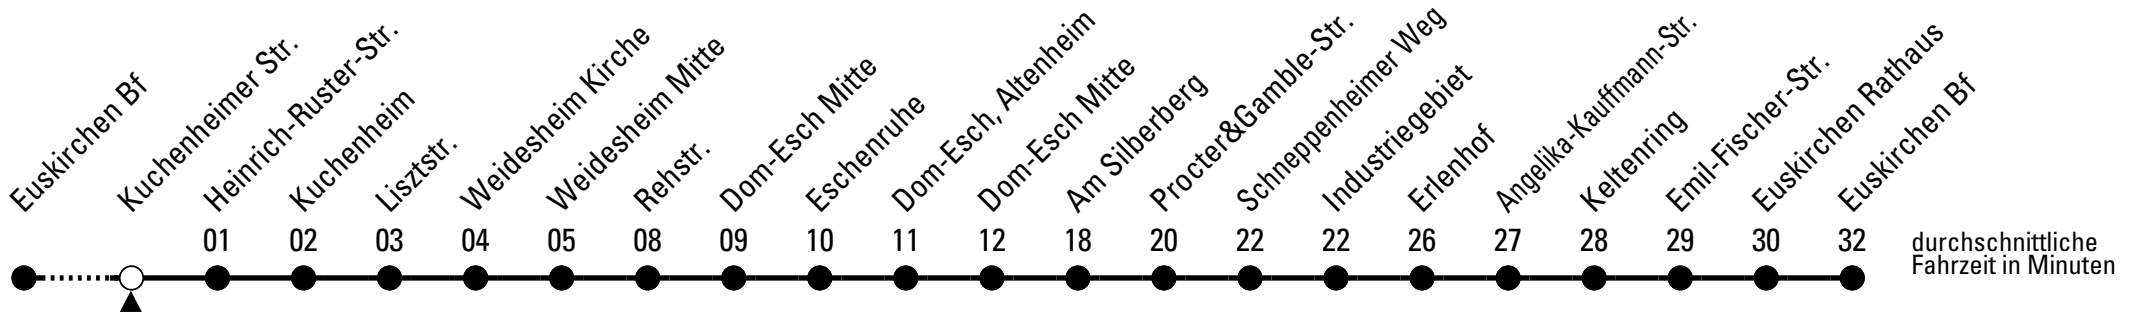 Euskirchen Bf
Kuchenheimer Str.
Heinrich-Ruster-Str.
Kuchenheim
Lisztstr.
Weidesheim Kirche
Weidesheim Mitte
Rehstr.
Dom-Esch Mitte
Eschenruhe
Dom-Esch, Altenheim
Dom-Esch Mitte
Am Silberberg
Procter&Gamble-Str.
Schneppenheimer Weg
Industriegebiet
Erlenhof
Angelika-Kauffmann-Str.
Keltenring
Emil-Fischer-Str.
Euskirchen Rathaus
Euskirchen Bf
01 02 03 04 05 08 09 10 11 12 18 20 22 22 26 27 28 29 30 32
durchschnittliche
Fahrzeit in Minuten